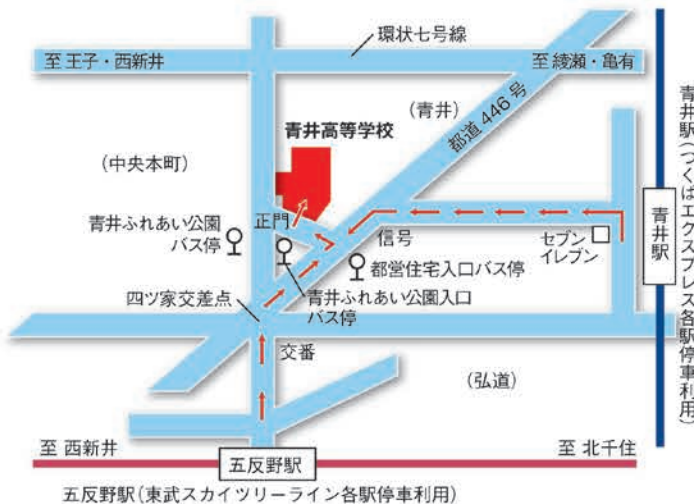 環状七号線
至 王子・西新井
至 綾瀬・亀有
(青井)
都道 446 号
青井高等学校
(中央本町)
青井ふれあい公園
バス停
正門
信号
セブン
イレブン
都営住宅入口バス停
四ツ家交差点
青井ふれあい公園入口
バス停
交番
(弘道)
青井駅
青井駅(つくばエクスプレス各駅停車利用)
至 西新井
至 北千住
五反野駅
五反野駅(東武スカイツリーライン各駅停車利用)